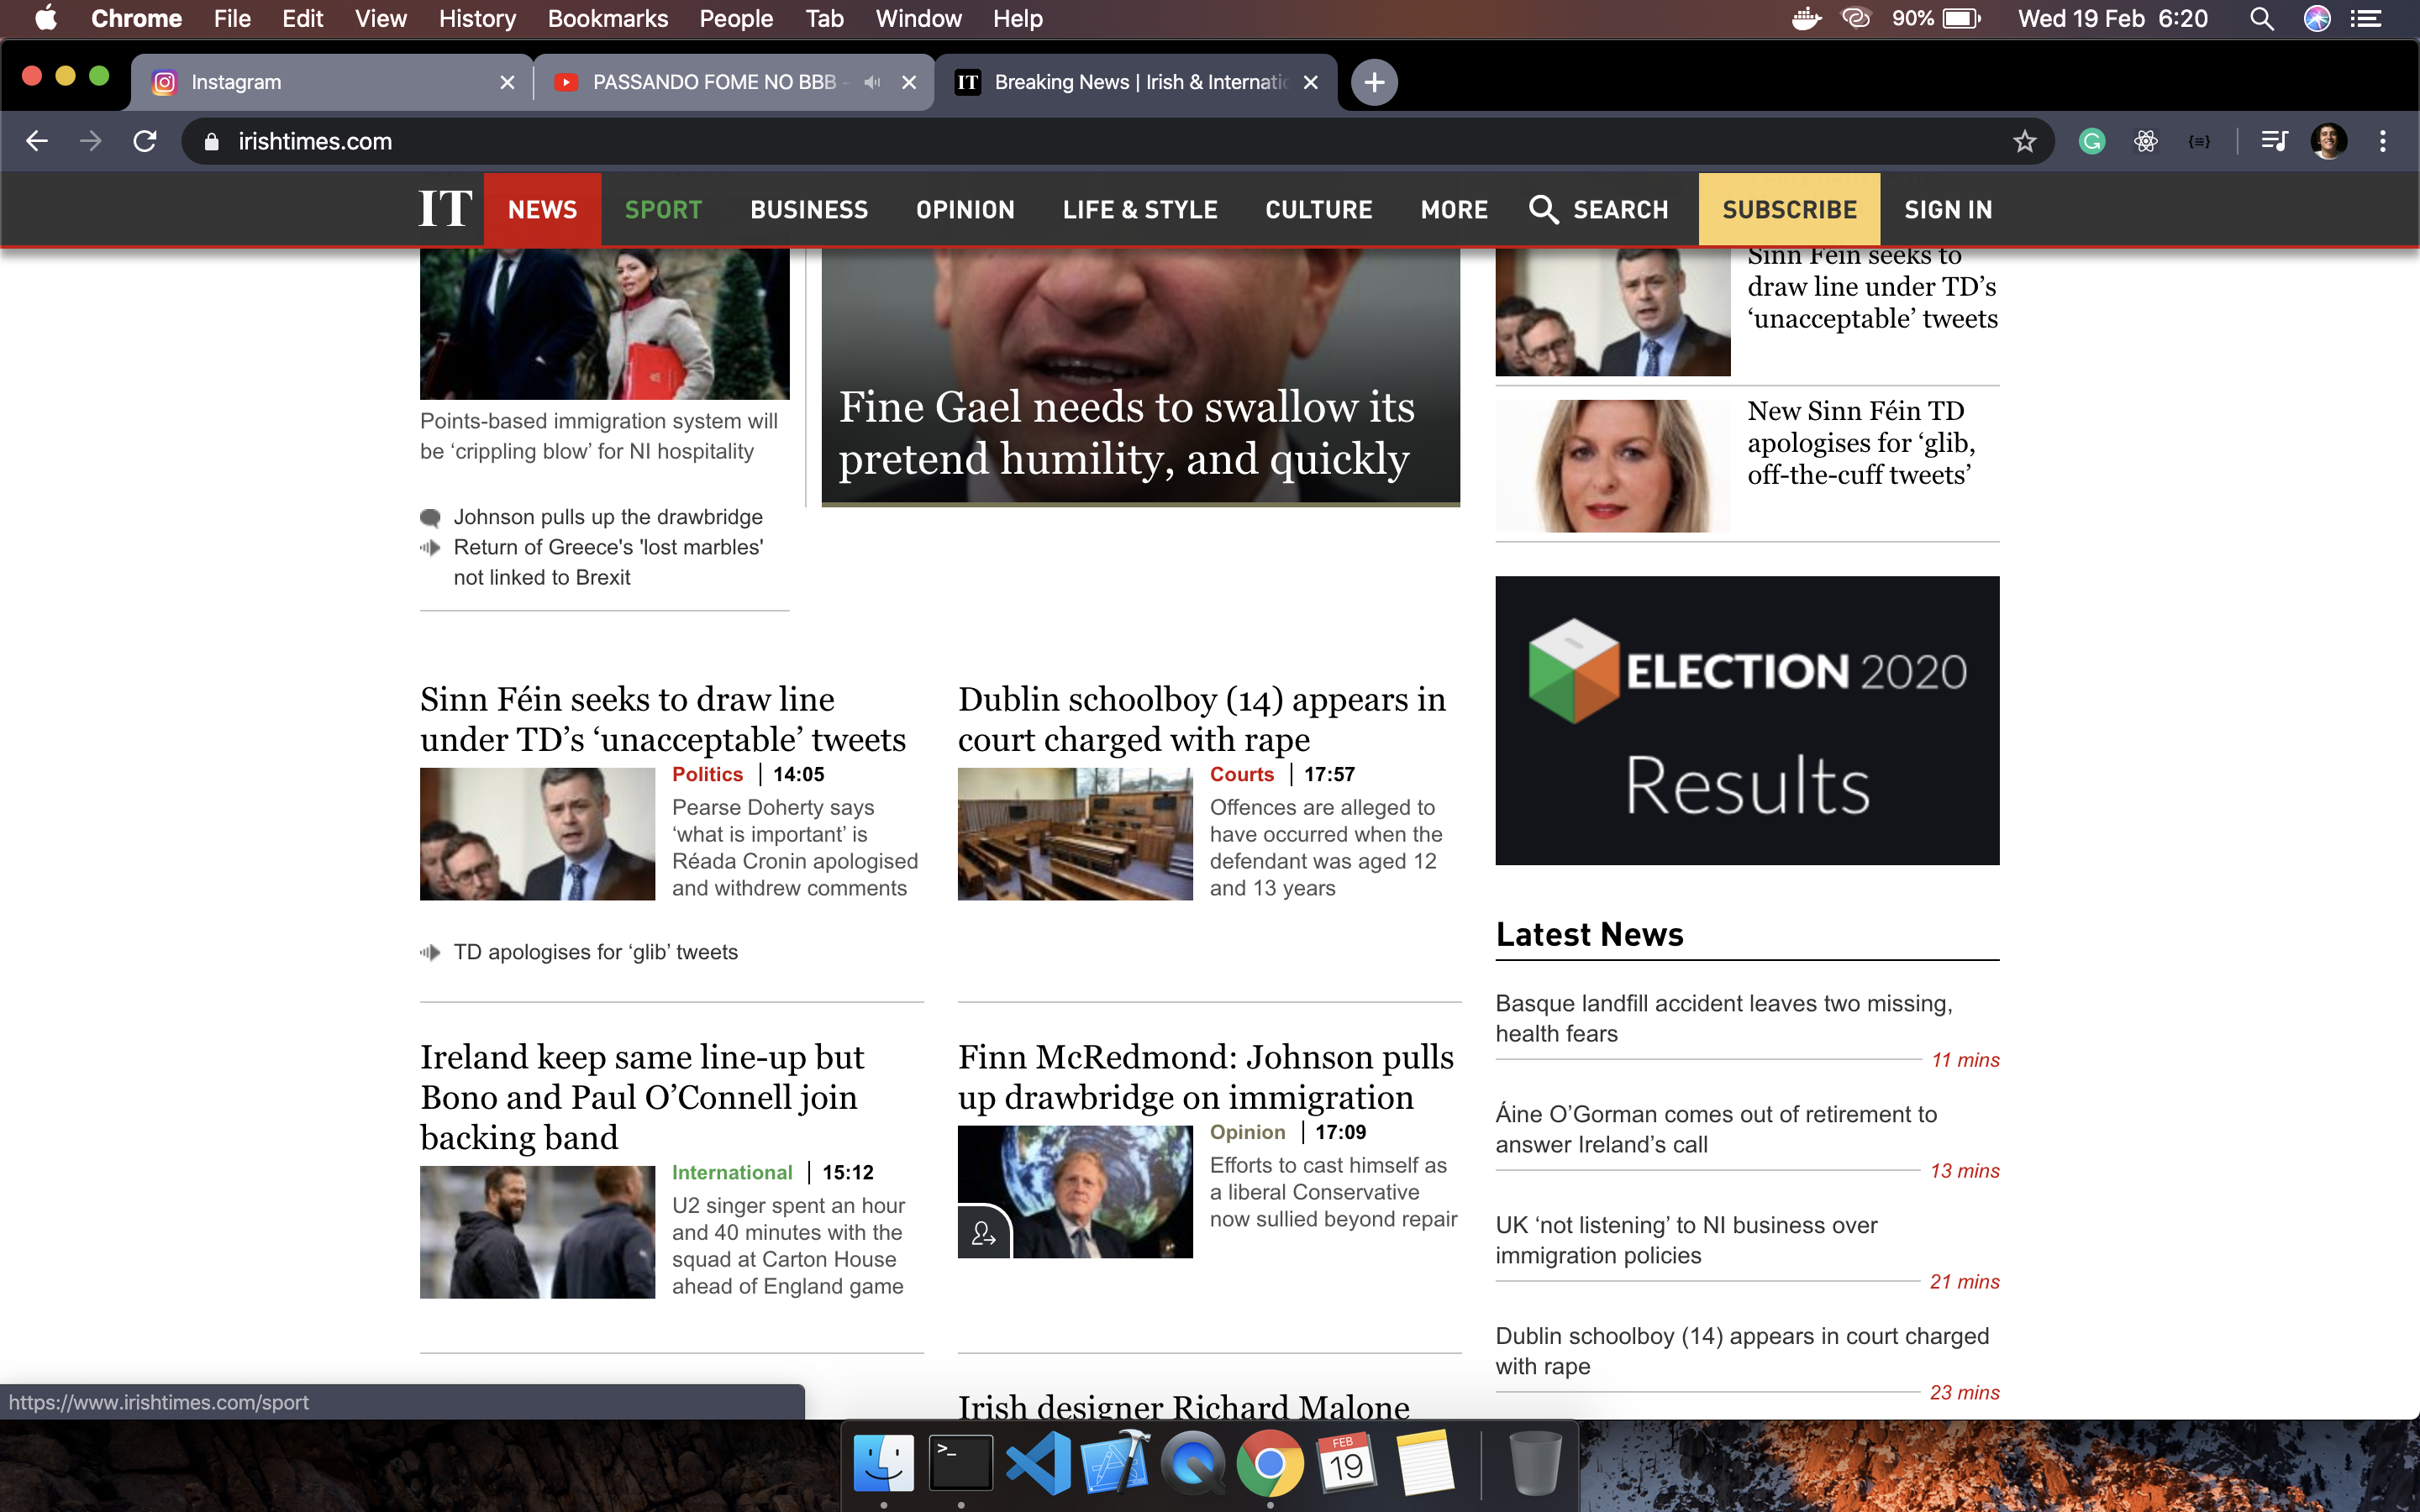 Chrome File Edit View History Bookmarks People Tab Window Help
90% Wed 19 Feb 6:20
Instagram
PASSANDO FOME NO BBB -
IT Breaking News | Irish & Internatio
irishtimes.com
IT NEWS SPORT BUSINESS OPINION LIFE & STYLE CULTURE MORE SEARCH SUBSCRIBE SIGN IN
Points-based immigration system will
be ‘crippling blow’ for NI hospitality
Johnson pulls up the drawbridge
Return of Greece's 'lost marbles'
not linked to Brexit
Fine Gael needs to swallow its
pretend humility, and quickly
Sinn Féin seeks to
draw line under TD’s
‘unacceptable’ tweets
New Sinn Féin TD
apologises for ‘glib,
off-the-cuff tweets’
ELECTION 2020
Results
Sinn Féin seeks to draw line
under TD’s ‘unacceptable’ tweets
Politics | 14:05
Pearse Doherty says
‘what is important’ is
Réada Cronin apologised
and withdrew comments
TD apologises for ‘glib’ tweets
Dublin schoolboy (14) appears in
court charged with rape
Courts | 17:57
Offences are alleged to
have occurred when the
defendant was aged 12
and 13 years
Ireland keep same line-up but
Bono and Paul O’Connell join
backing band
International | 15:12
U2 singer spent an hour
and 40 minutes with the
squad at Carton House
ahead of England game
Finn McRedmond: Johnson pulls
up drawbridge on immigration
Opinion | 17:09
Efforts to cast himself as
a liberal Conservative
now sullied beyond repair
Irish designer Richard Malone
Latest News
Basque landfill accident leaves two missing,
health fears
11 mins
Áine O’Gorman comes out of retirement to
answer Ireland’s call
13 mins
UK ‘not listening’ to NI business over
immigration policies
21 mins
Dublin schoolboy (14) appears in court charged
with rape
23 mins
https://www.irishtimes.com/sport
FEB
19